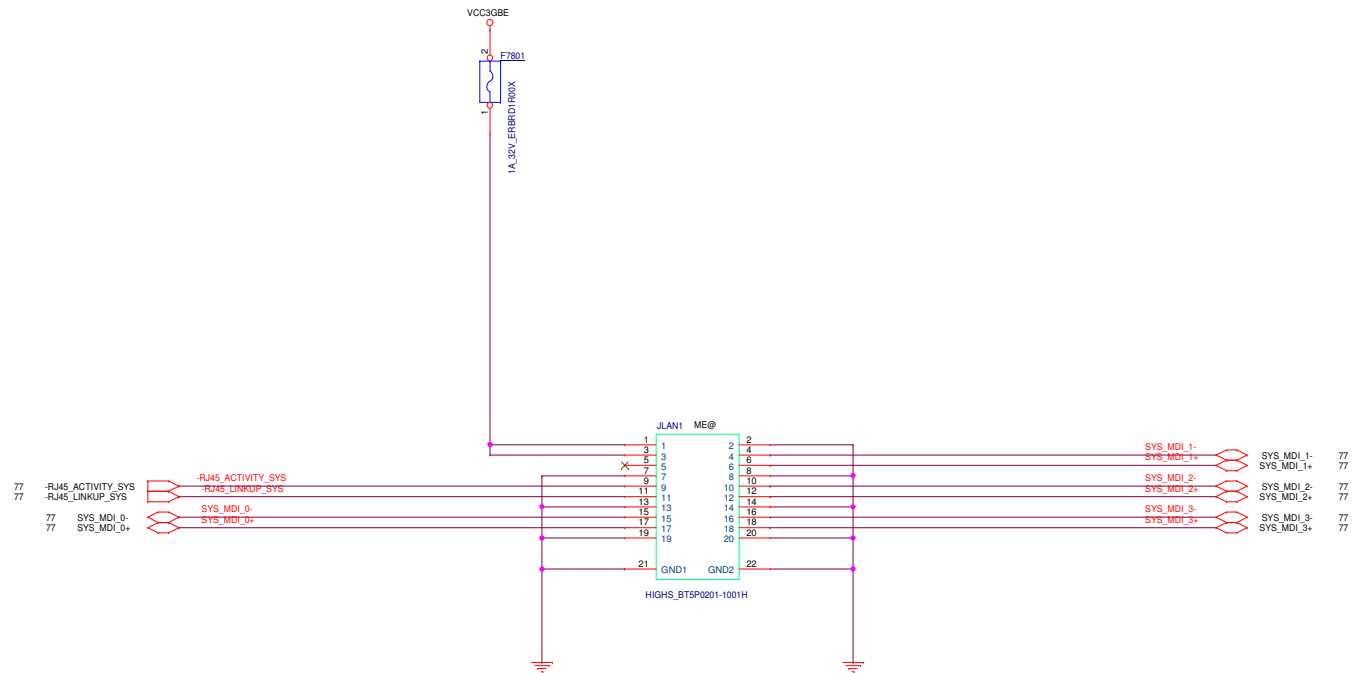 VCC3GBE
2
F7801
1
1A_32V_ERBRD1R00X
JLAN1 ME@
1 1 2 2
3 3 4 4 SYS_MDI_1- SYS_MDI_1- 77
5 5 6 6 SYS_MDI_1+ SYS_MDI_1+ 77
7 7 8 8
77 -RJ45_ACTIVITY_SYS -RJ45_ACTIVITY_SYS 9 9 10 10 SYS_MDI_2- SYS_MDI_2- 77
77 -RJ45_LINKUP_SYS -RJ45_LINKUP_SYS 11 11 12 12 SYS_MDI_2+ SYS_MDI_2+ 77
13 13 14 14
77 SYS_MDI_0- SYS_MDI_0- 15 15 16 16 SYS_MDI_3- SYS_MDI_3- 77
77 SYS_MDI_0+ SYS_MDI_0+ 17 17 18 18 SYS_MDI_3+ SYS_MDI_3+ 77
19 19 20 20
21 GND1 GND2 22
HIGHS_BT5P0201-1001H